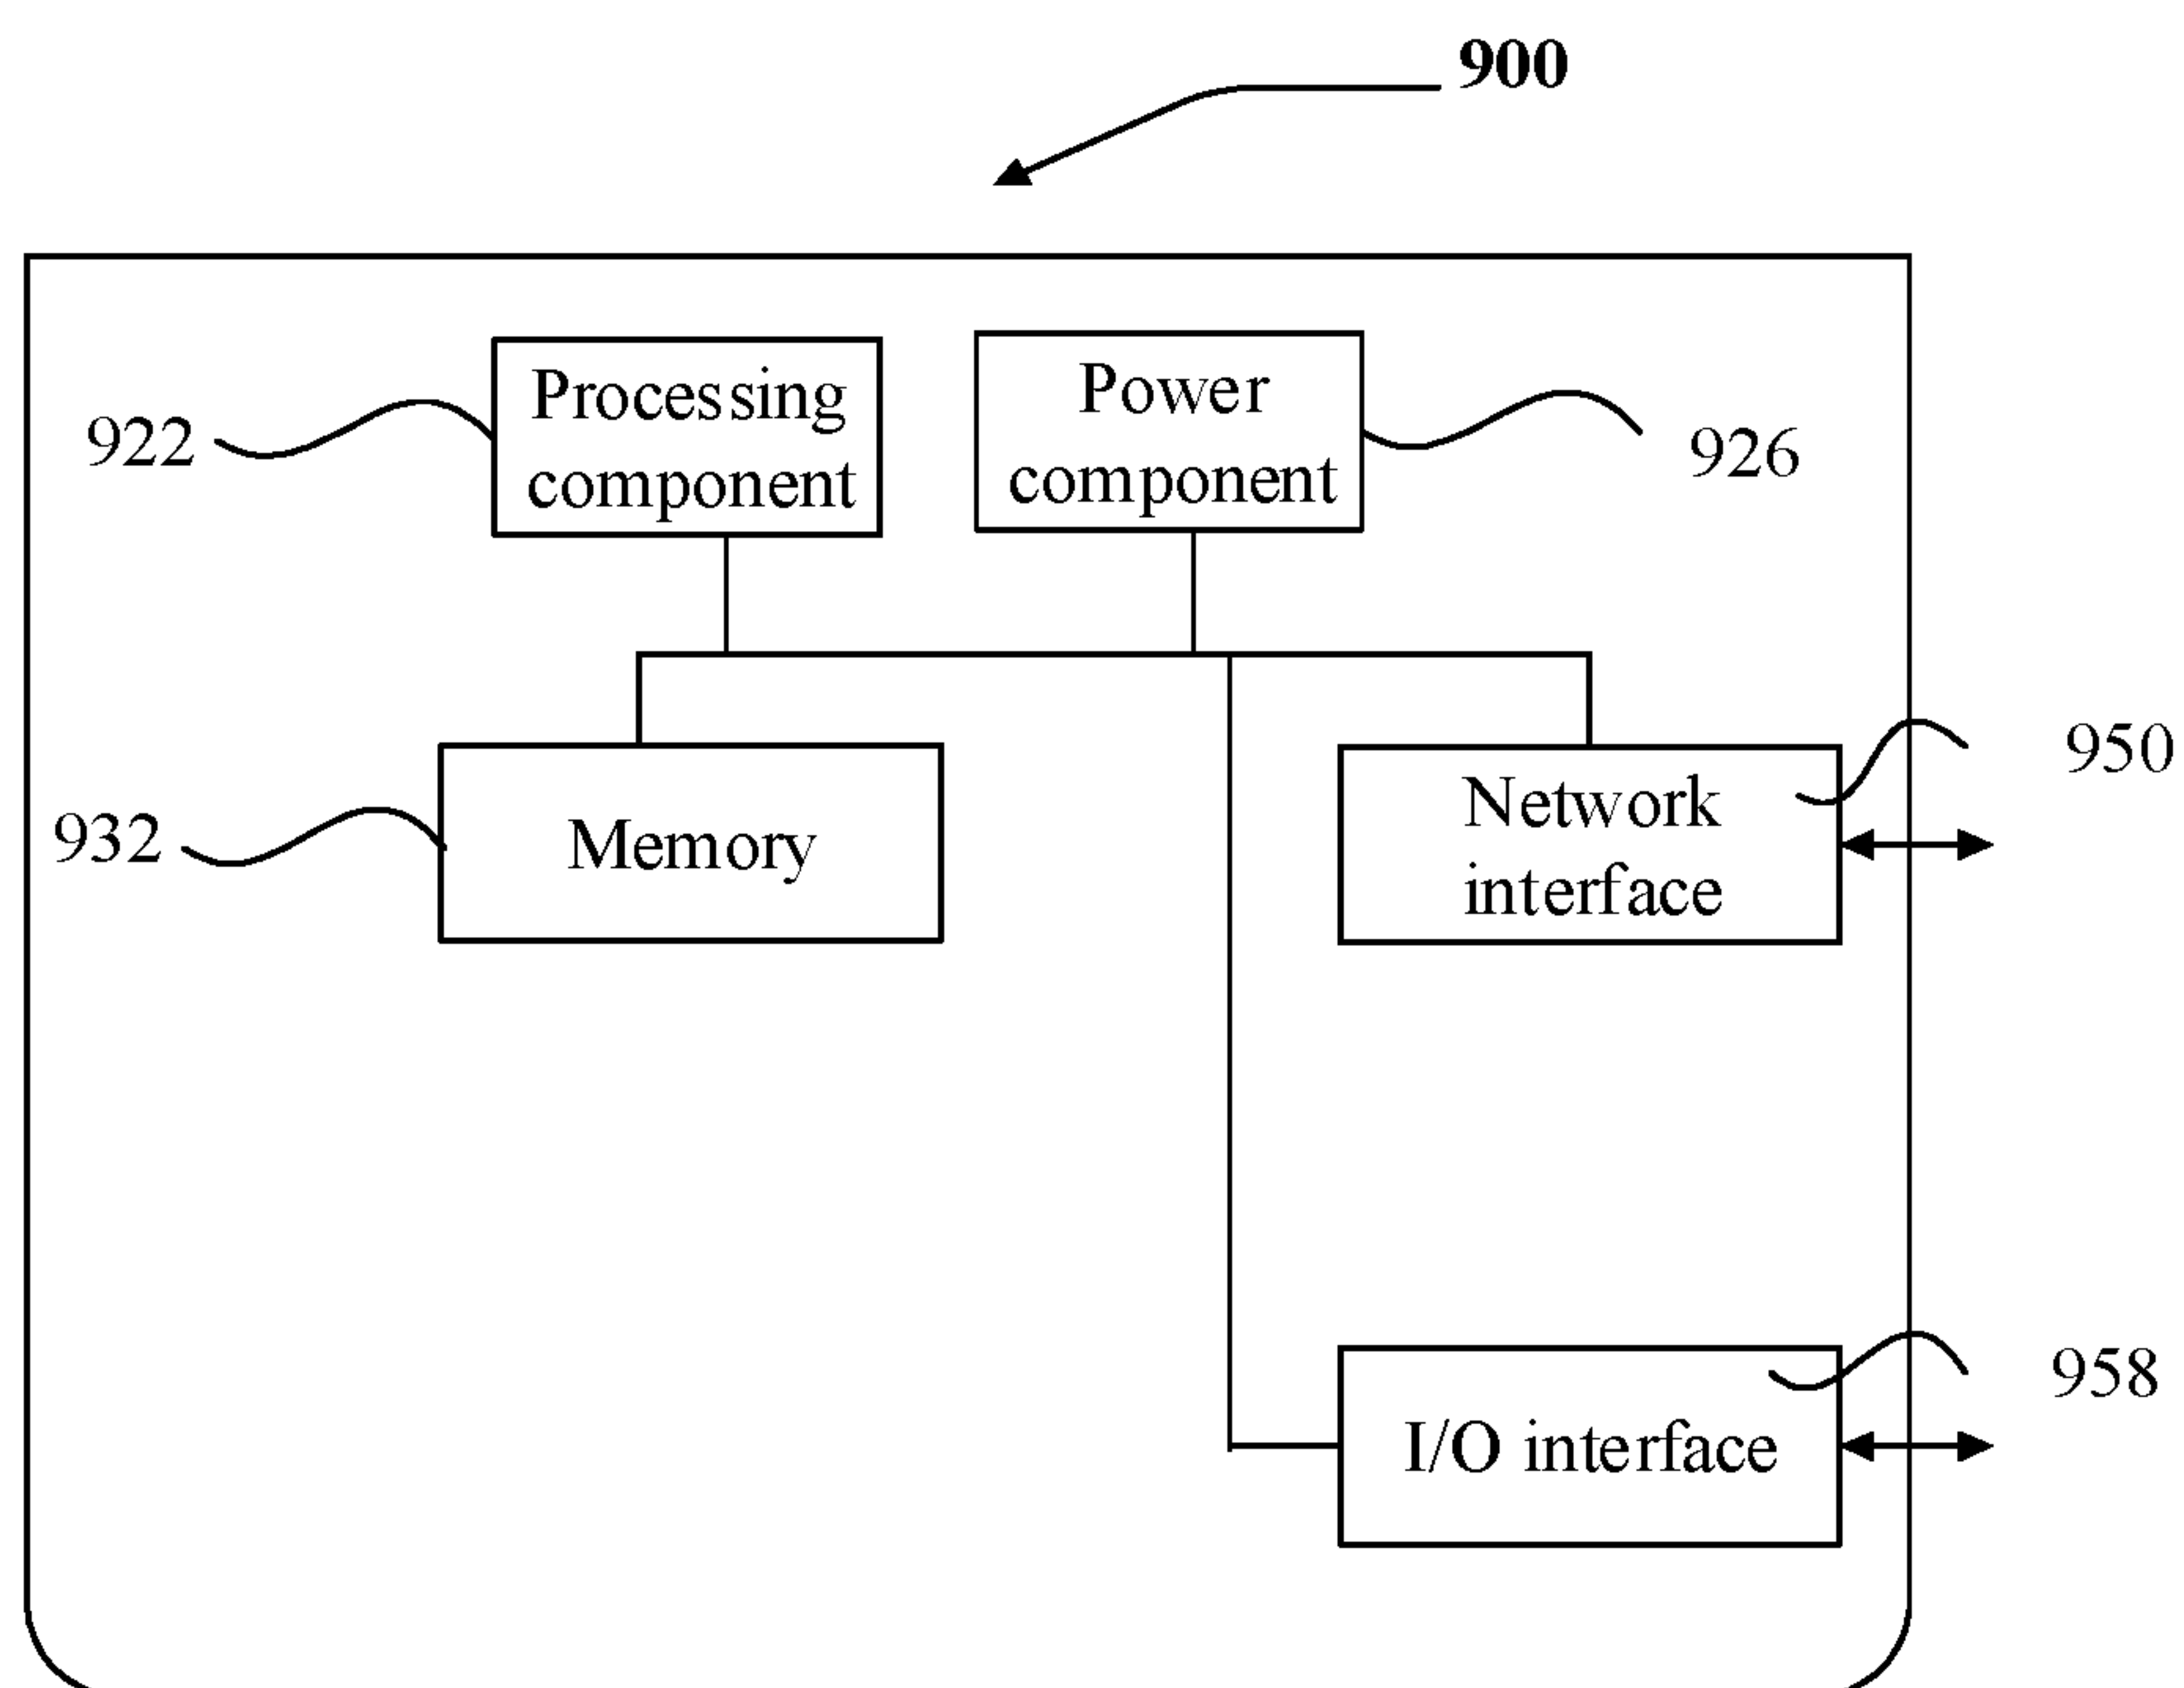 900
Processing
component
Power
component
922
926
950
932
Memory
Network
interface
958
I/O interface